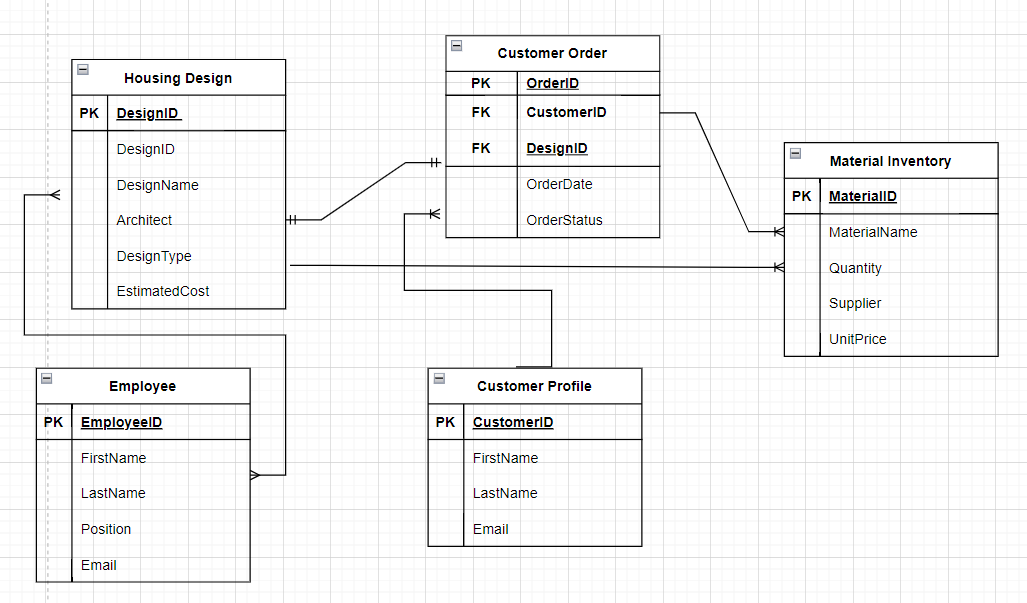 Housing Design
PK DesignID
DesignID
DesignName
Architect
DesignType
EstimatedCost
Customer Order
PK OrderID
FK CustomerID
FK DesignID
OrderDate
OrderStatus
Material Inventory
PK MaterialID
MaterialName
Quantity
Supplier
UnitPrice
Employee
PK EmployeeID
FirstName
LastName
Position
Email
Customer Profile
PK CustomerID
FirstName
LastName
Email